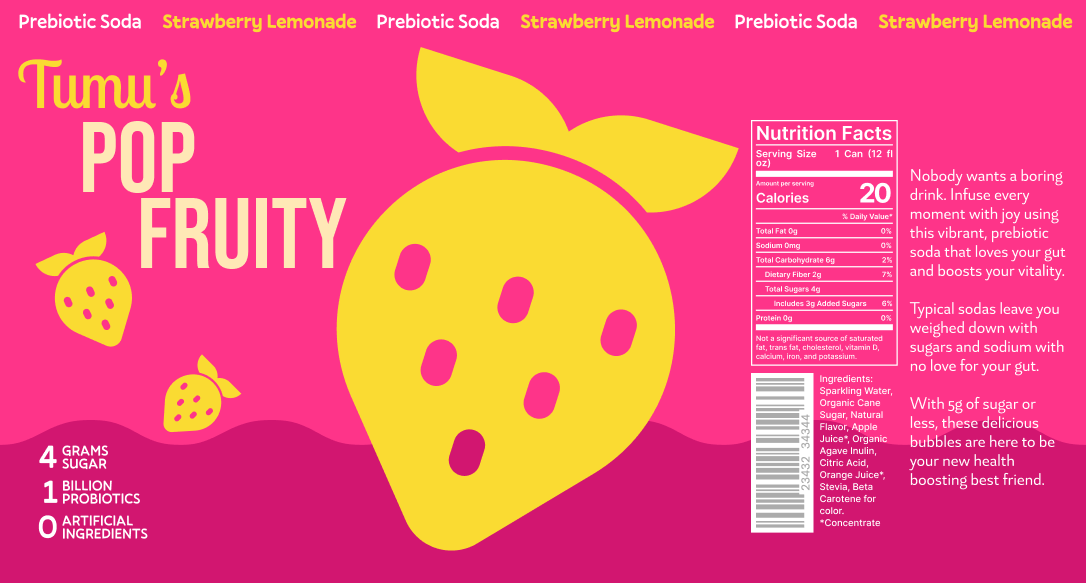 Prebiotic Soda Strawberry Lemonade Prebiotic Soda Strawberry Lemonade Prebiotic Soda Strawberry Lemonade
Tumu's
POP
FRUITY
4 GRAMS
SUGAR
1 BILLION
PROBIOTICS
0 ARTIFICIAL
INGREDIENTS
Nutrition Facts
Serving Size 1 Can (12 fl
oz)
Amount per serving
Calories 20
% Daily Value*
Total Fat 0g 0%
Sodium 0mg 0%
Total Carbohydrate 6g 2%
Dietary Fiber 2g 7%
Total Sugars 4g
Includes 3g Added Sugars 6%
Protein 0g 0%
Not a significant source of saturated
fat, trans fat, cholesterol, vitamin D,
calcium, iron, and potassium.
23432 34344
Ingredients:
Sparkling Water,
Organic Cane
Sugar, Natural
Flavor, Apple
Juice*, Organic
Agave Inulin,
Citric Acid,
Orange Juice*,
Stevia, Beta
Carotene for
color.
*Concentrate
Nobody wants a boring
drink. Infuse every
moment with joy using
this vibrant, prebiotic
soda that loves your gut
and boosts your vitality.
Typical sodas leave you
weighed down with
sugars and sodium with
no love for your gut.
With 5g of sugar or
less, these delicious
bubbles are here to be
your new health
boosting best friend.